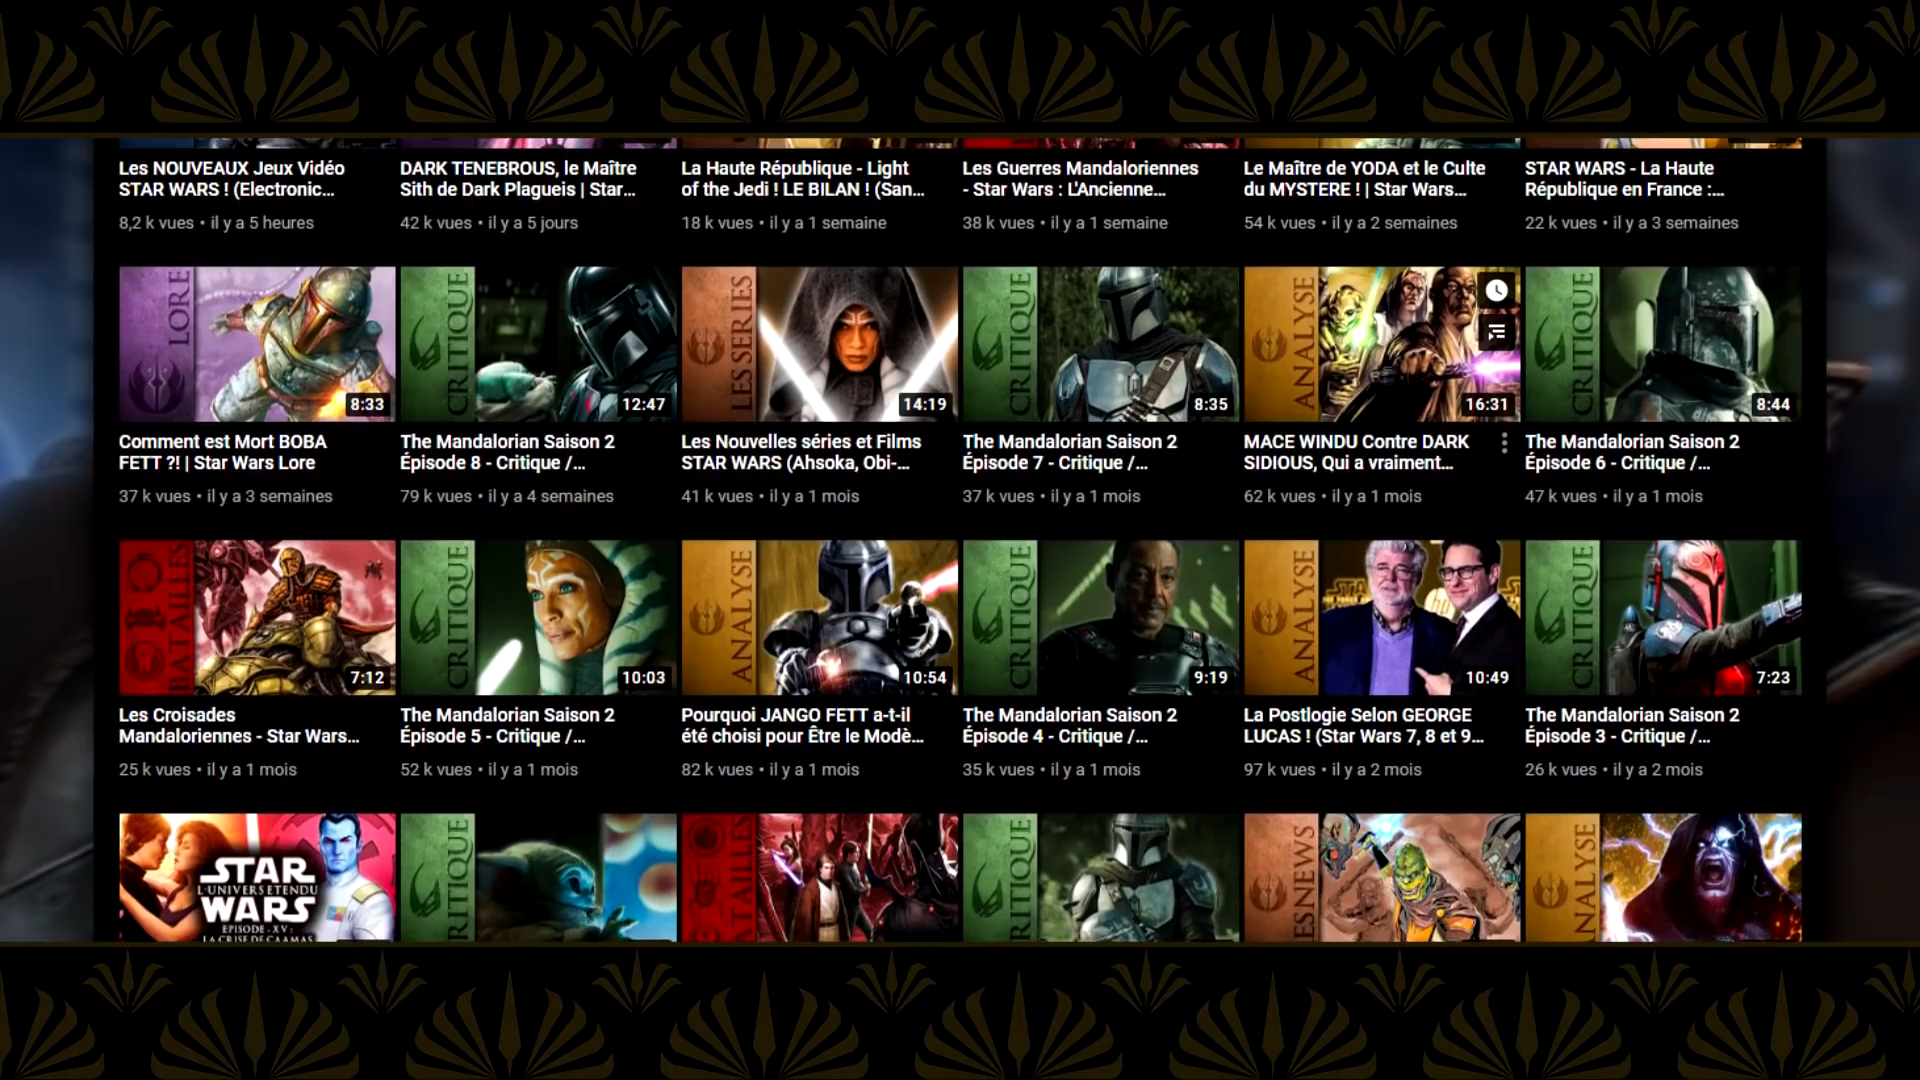 Les NOUVEAUX Jeux Vidéo
STAR WARS ! (Electronic...
8,2 k vues • il y a 5 heures
DARK TENEBROUS, le Maître
Sith de Dark Plagueis | Star...
42 k vues • il y a 5 jours
La Haute République - Light
of the Jedi ! LE BILAN ! (San...
18 k vues • il y a 1 semaine
Les Guerres Mandaloriennes
- Star Wars : L'Ancienne...
38 k vues • il y a 1 semaine
Le Maître de YODA et le Culte
du MYSTERE ! | Star Wars...
54 k vues • il y a 2 semaines
STAR WARS - La Haute
République en France :...
22 k vues • il y a 3 semaines
LORE
8:33
Comment est Mort BOBA
FETT ?! | Star Wars Lore
37 k vues • il y a 3 semaines
CRITIQUE
12:47
The Mandalorian Saison 2
Épisode 8 - Critique /...
79 k vues • il y a 4 semaines
LES SERIES
14:19
Les Nouvelles séries et Films
STAR WARS (Ahsoka, Obi-...
41 k vues • il y a 1 mois
CRITIQUE
8:35
The Mandalorian Saison 2
Épisode 7 - Critique /...
37 k vues • il y a 1 mois
ANALYSE
16:31
MACE WINDU Contre DARK
SIDIOUS, Qui a vraiment...
62 k vues • il y a 1 mois
CRITIQUE
8:44
The Mandalorian Saison 2
Épisode 6 - Critique /...
47 k vues • il y a 1 mois
BATAILLES
7:12
Les Croisades
Mandaloriennes - Star Wars...
25 k vues • il y a 1 mois
CRITIQUE
10:03
The Mandalorian Saison 2
Épisode 5 - Critique /...
52 k vues • il y a 1 mois
ANALYSE
10:54
Pourquoi JANGO FETT a-t-il
été choisi pour Être le Modè...
82 k vues • il y a 1 mois
CRITIQUE
9:19
The Mandalorian Saison 2
Épisode 4 - Critique /...
35 k vues • il y a 1 mois
ANALYSE
10:49
La Postlogie Selon GEORGE
LUCAS ! (Star Wars 7, 8 et 9...
97 k vues • il y a 2 mois
CRITIQUE
7:23
The Mandalorian Saison 2
Épisode 3 - Critique /...
26 k vues • il y a 2 mois
STAR
L'UNIVERS ETENDU
WARS
EPISODE - XV :
LA CRISE DE CAAMAS
RITIQUE
ATAILLES
RITIQUE
ES NEWS
NALYSE